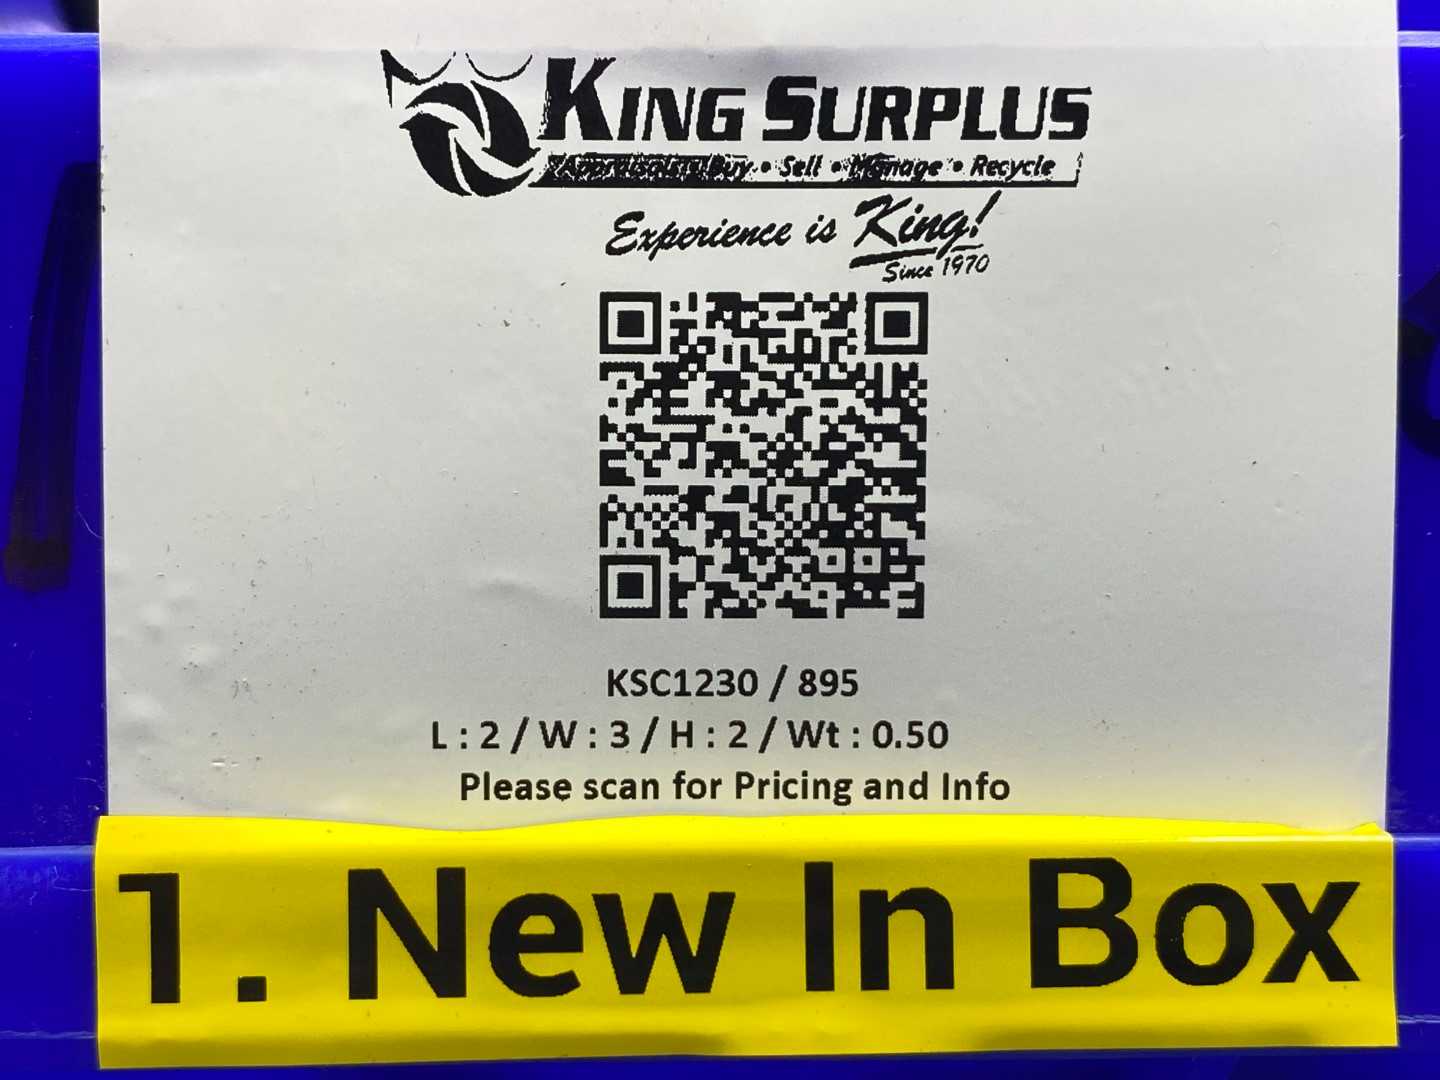 KING SURPLUS
Appraisals • Buy • Sell • Manage • Recycle
Experience is King!
Since 1970
KSC1230 / 895
L : 2 / W : 3 / H : 2 / Wt : 0.50
Please scan for Pricing and Info
1. New In Box